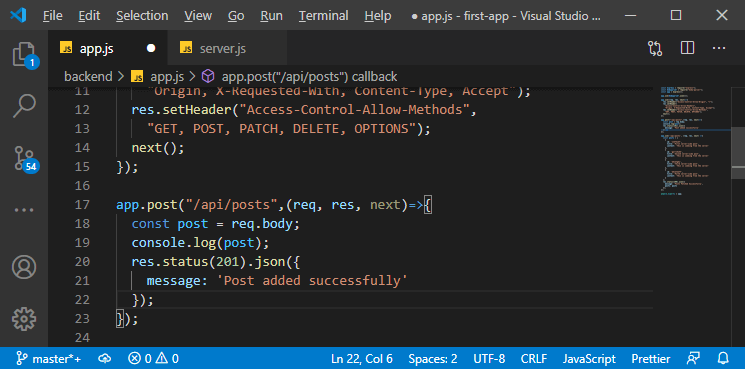 File Edit Selection View Go Run Terminal Help ● app.js - first-app - Visual Studio ...
JS app.js ● JS server.js
1
backend > JS app.js > app.post("/api/posts") callback
11 "Origin, X-Requested-With, Content-Type, Accept");
12 res.setHeader("Access-Control-Allow-Methods",
13 "GET, POST, PATCH, DELETE, OPTIONS");
14 next();
54
15 });
16
17 app.post("/api/posts",(req, res, next)=>{
18 const post = req.body;
19 console.log(post);
20 res.status(201).json({
21 message: 'Post added successfully'
22 });
23 });
24
master*+ 0 0 Ln 22, Col 6 Spaces: 2 UTF-8 CRLF JavaScript Prettier